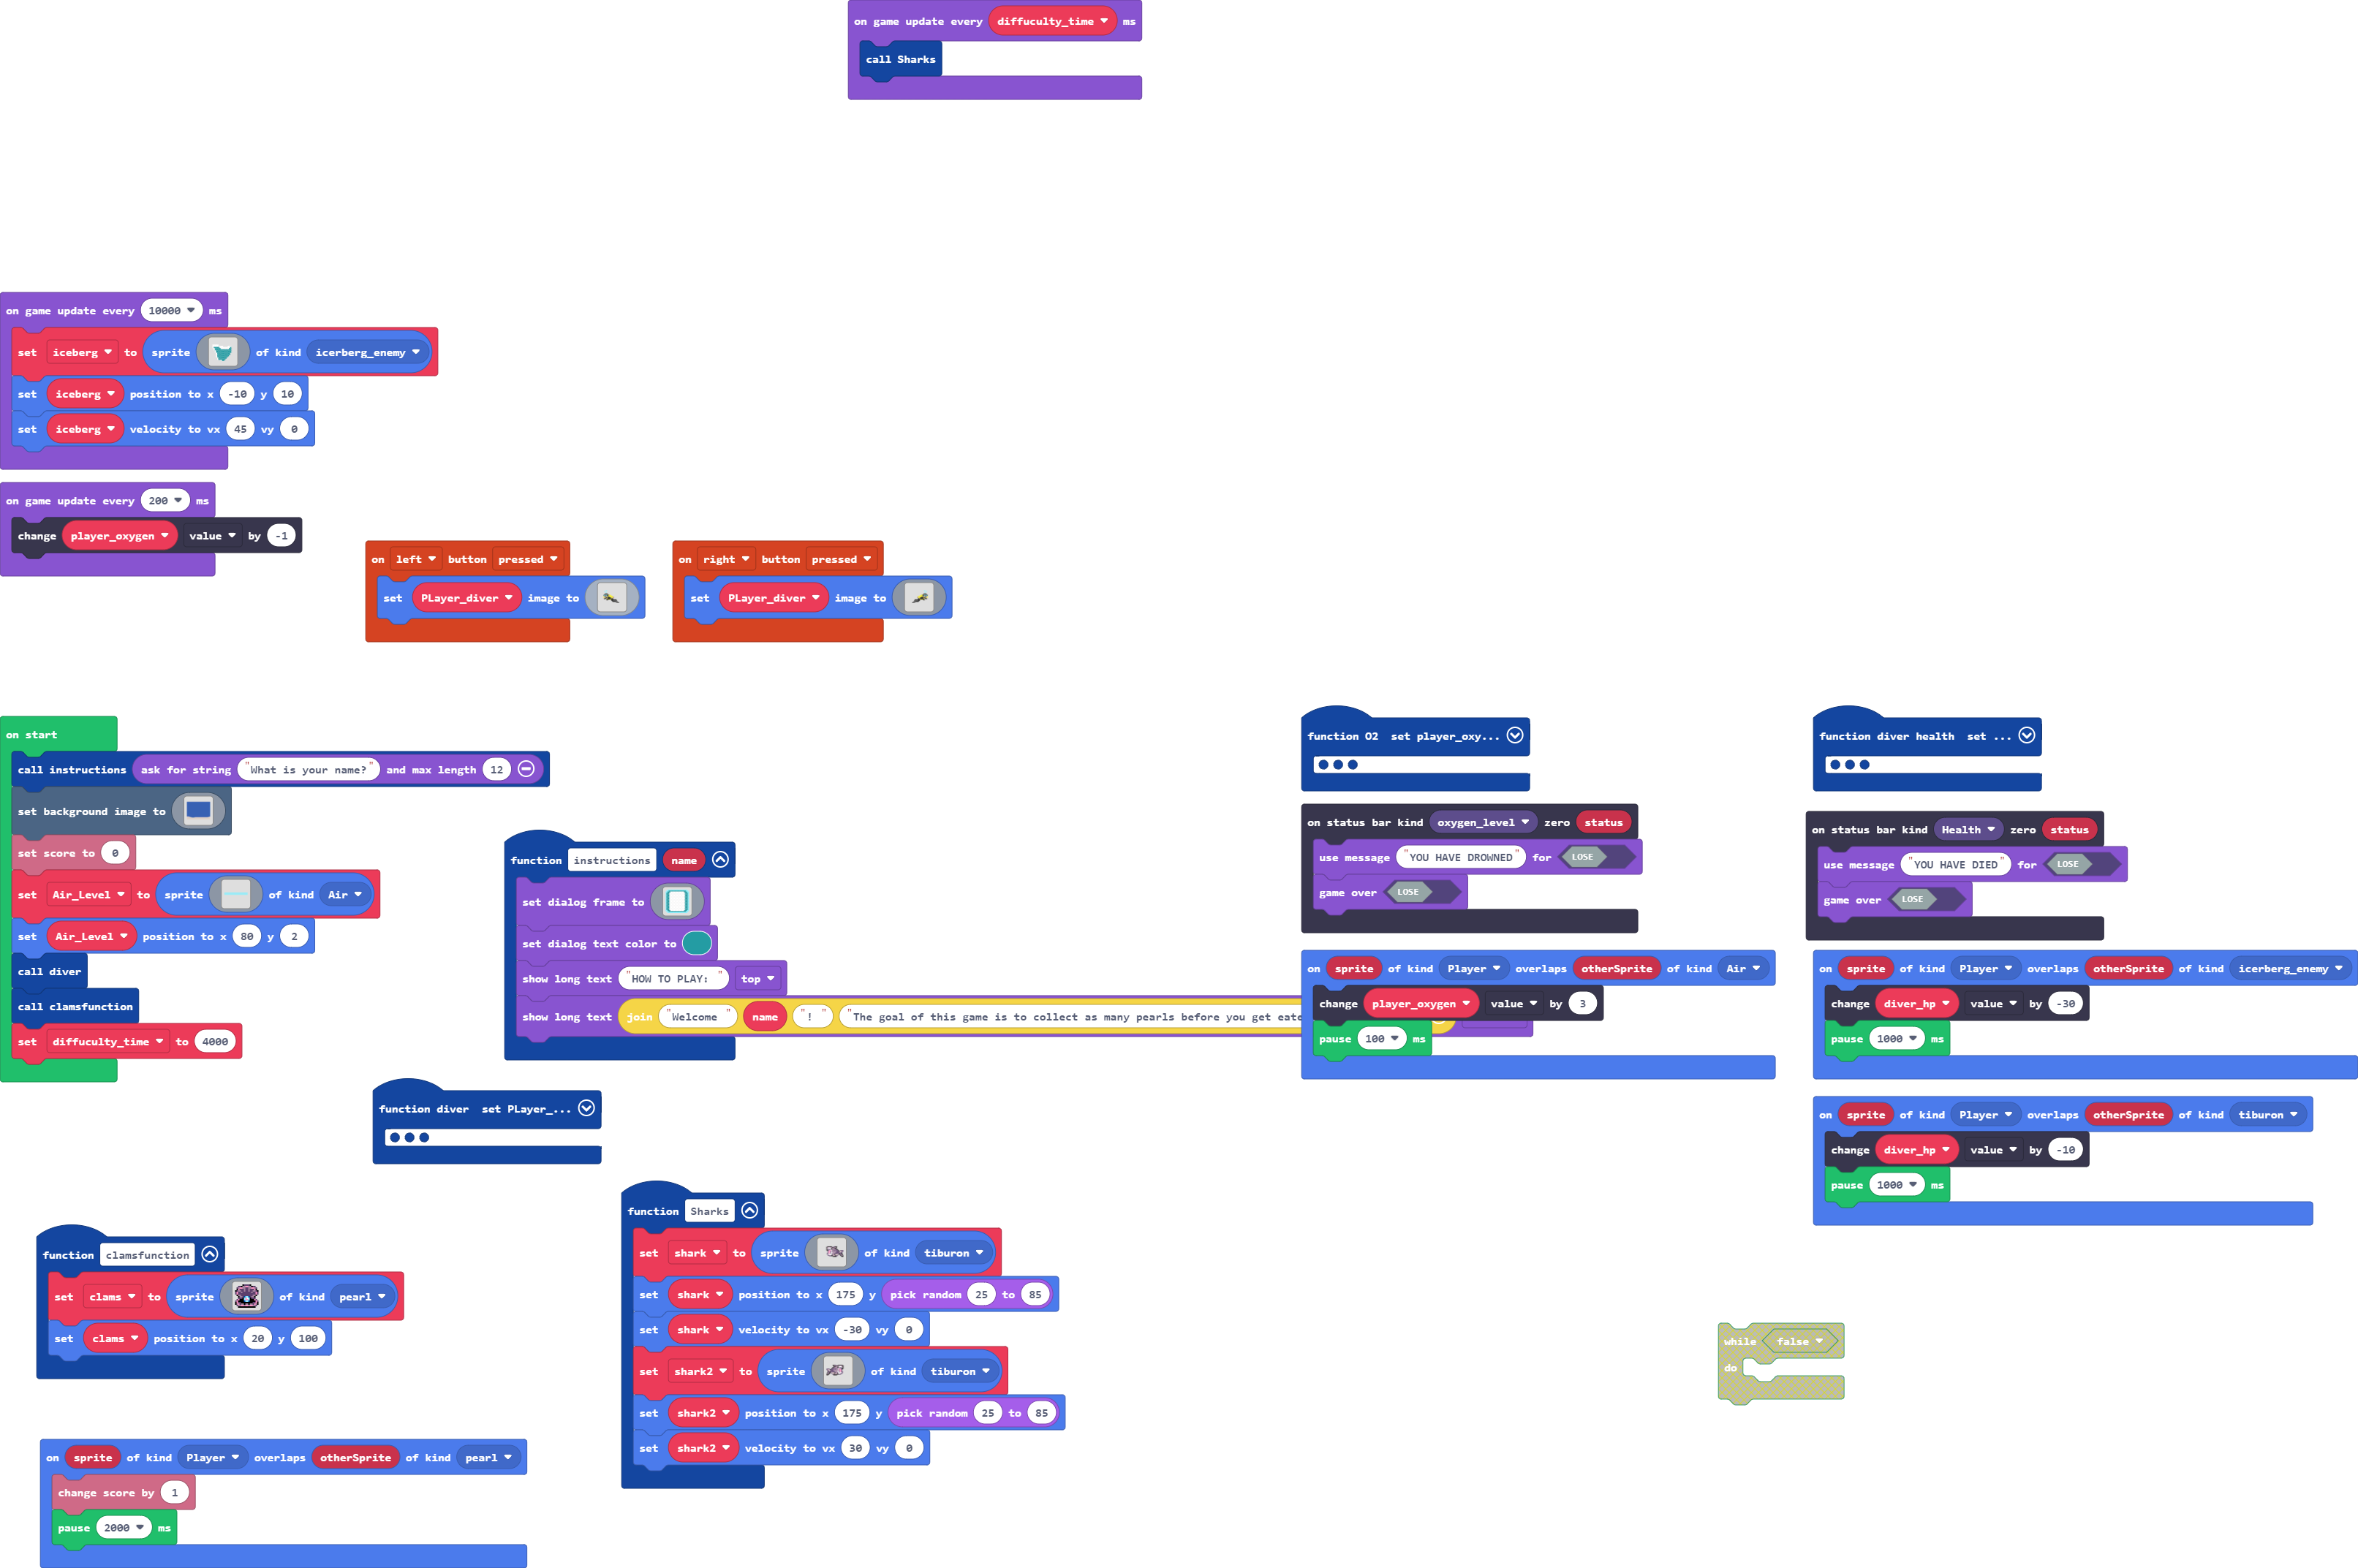 on game update every diffuculty_time ms
call Sharks
on game update every 10000 ms
set iceberg to sprite of kind icerberg_enemy
set iceberg position to x -10 y 10
set iceberg velocity to vx 45 vy 0
on game update every 200 ms
change player_oxygen value by -1
on left button pressed
set PLayer_diver image to
on right button pressed
set PLayer_diver image to
on start
call instructions ask for string "What is your name?" and max length 12
set background image to
set score to 0
set Air_Level to sprite of kind Air
set Air_Level position to x 80 y 2
call diver
call clamsfunction
set diffuculty_time to 4000
function instructions name
set dialog frame to
set dialog text color to
show long text "HOW TO PLAY: " top
show long text join "Welcome " name "! " "The goal of this game is to collect as many pearls before you get eate
function O2 set player_oxy...
on status bar kind oxygen_level zero status
use message "YOU HAVE DROWNED" for LOSE
game over LOSE
on sprite of kind Player overlaps otherSprite of kind Air
change player_oxygen value by 3
pause 100 ms
function diver health set ...
on status bar kind Health zero status
use message "YOU HAVE DIED" for LOSE
game over LOSE
on sprite of kind Player overlaps otherSprite of kind icerberg_enemy
change diver_hp value by -30
pause 1000 ms
on sprite of kind Player overlaps otherSprite of kind tiburon
change diver_hp value by -10
pause 1000 ms
function diver set PLayer_...
function clamsfunction
set clams to sprite of kind pearl
set clams position to x 20 y 100
function Sharks
set shark to sprite of kind tiburon
set shark position to x 175 y pick random 25 to 85
set shark velocity to vx -30 vy 0
set shark2 to sprite of kind tiburon
set shark2 position to x 175 y pick random 25 to 85
set shark2 velocity to vx 30 vy 0
while false
do
on sprite of kind Player overlaps otherSprite of kind pearl
change score by 1
pause 2000 ms